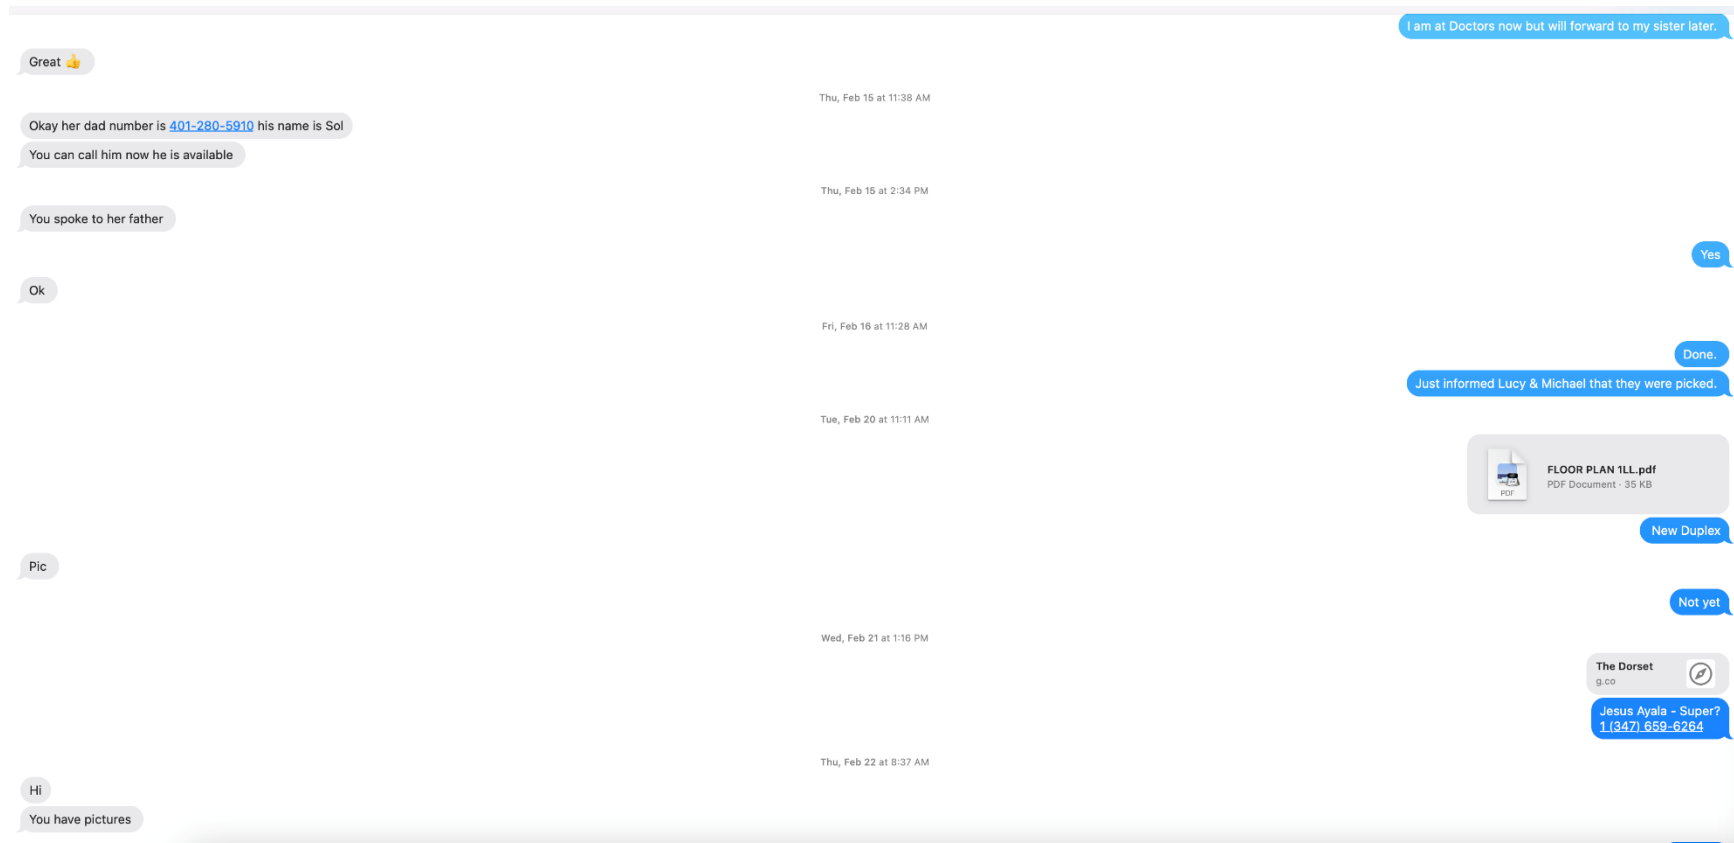 I am at Doctors now but will forward to my sister later.
Great 👍
Thu, Feb 15 at 11:38 AM
Okay her dad number is 401-280-5910 his name is Sol
You can call him now he is available
Thu, Feb 15 at 2:34 PM
You spoke to her father
Yes
Ok
Fri, Feb 16 at 11:28 AM
Done.
Just informed Lucy & Michael that they were picked.
Tue, Feb 20 at 11:11 AM
FLOOR PLAN 1LL.pdf
PDF Document · 35 KB
PDF
New Duplex
Pic
Not yet
Wed, Feb 21 at 1:16 PM
The Dorset
g.co
Jesus Ayala - Super?
1 (347) 659-6264
Thu, Feb 22 at 8:37 AM
Hi
You have pictures